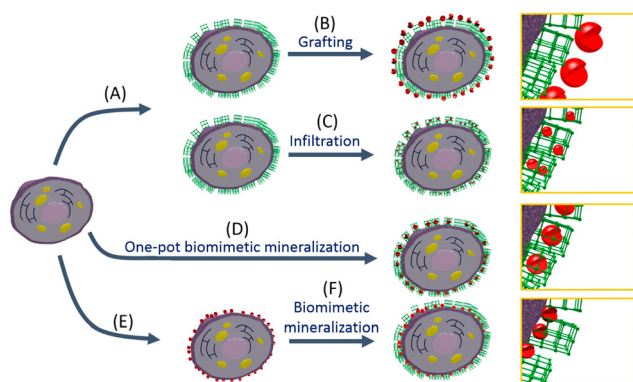 (B)
Grafting
(A)
(C)
Infiltration
(D)
One-pot biomimetic mineralization
(F)
(E)
Biomimetic
mineralization